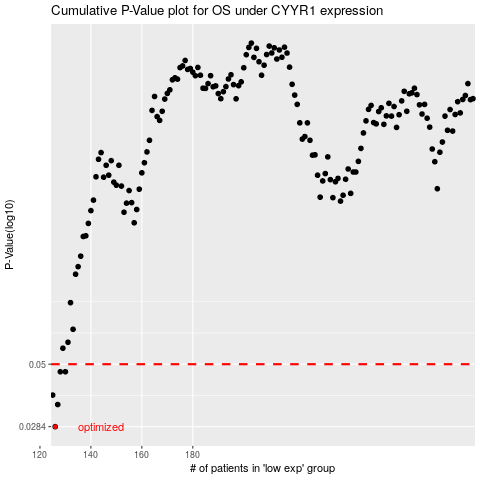 Cumulative P-Value plot for OS under CYYR1 expression
P-Value(log10)
0.05
0.0284
optimized
120 140 160 180
# of patients in 'low exp' group